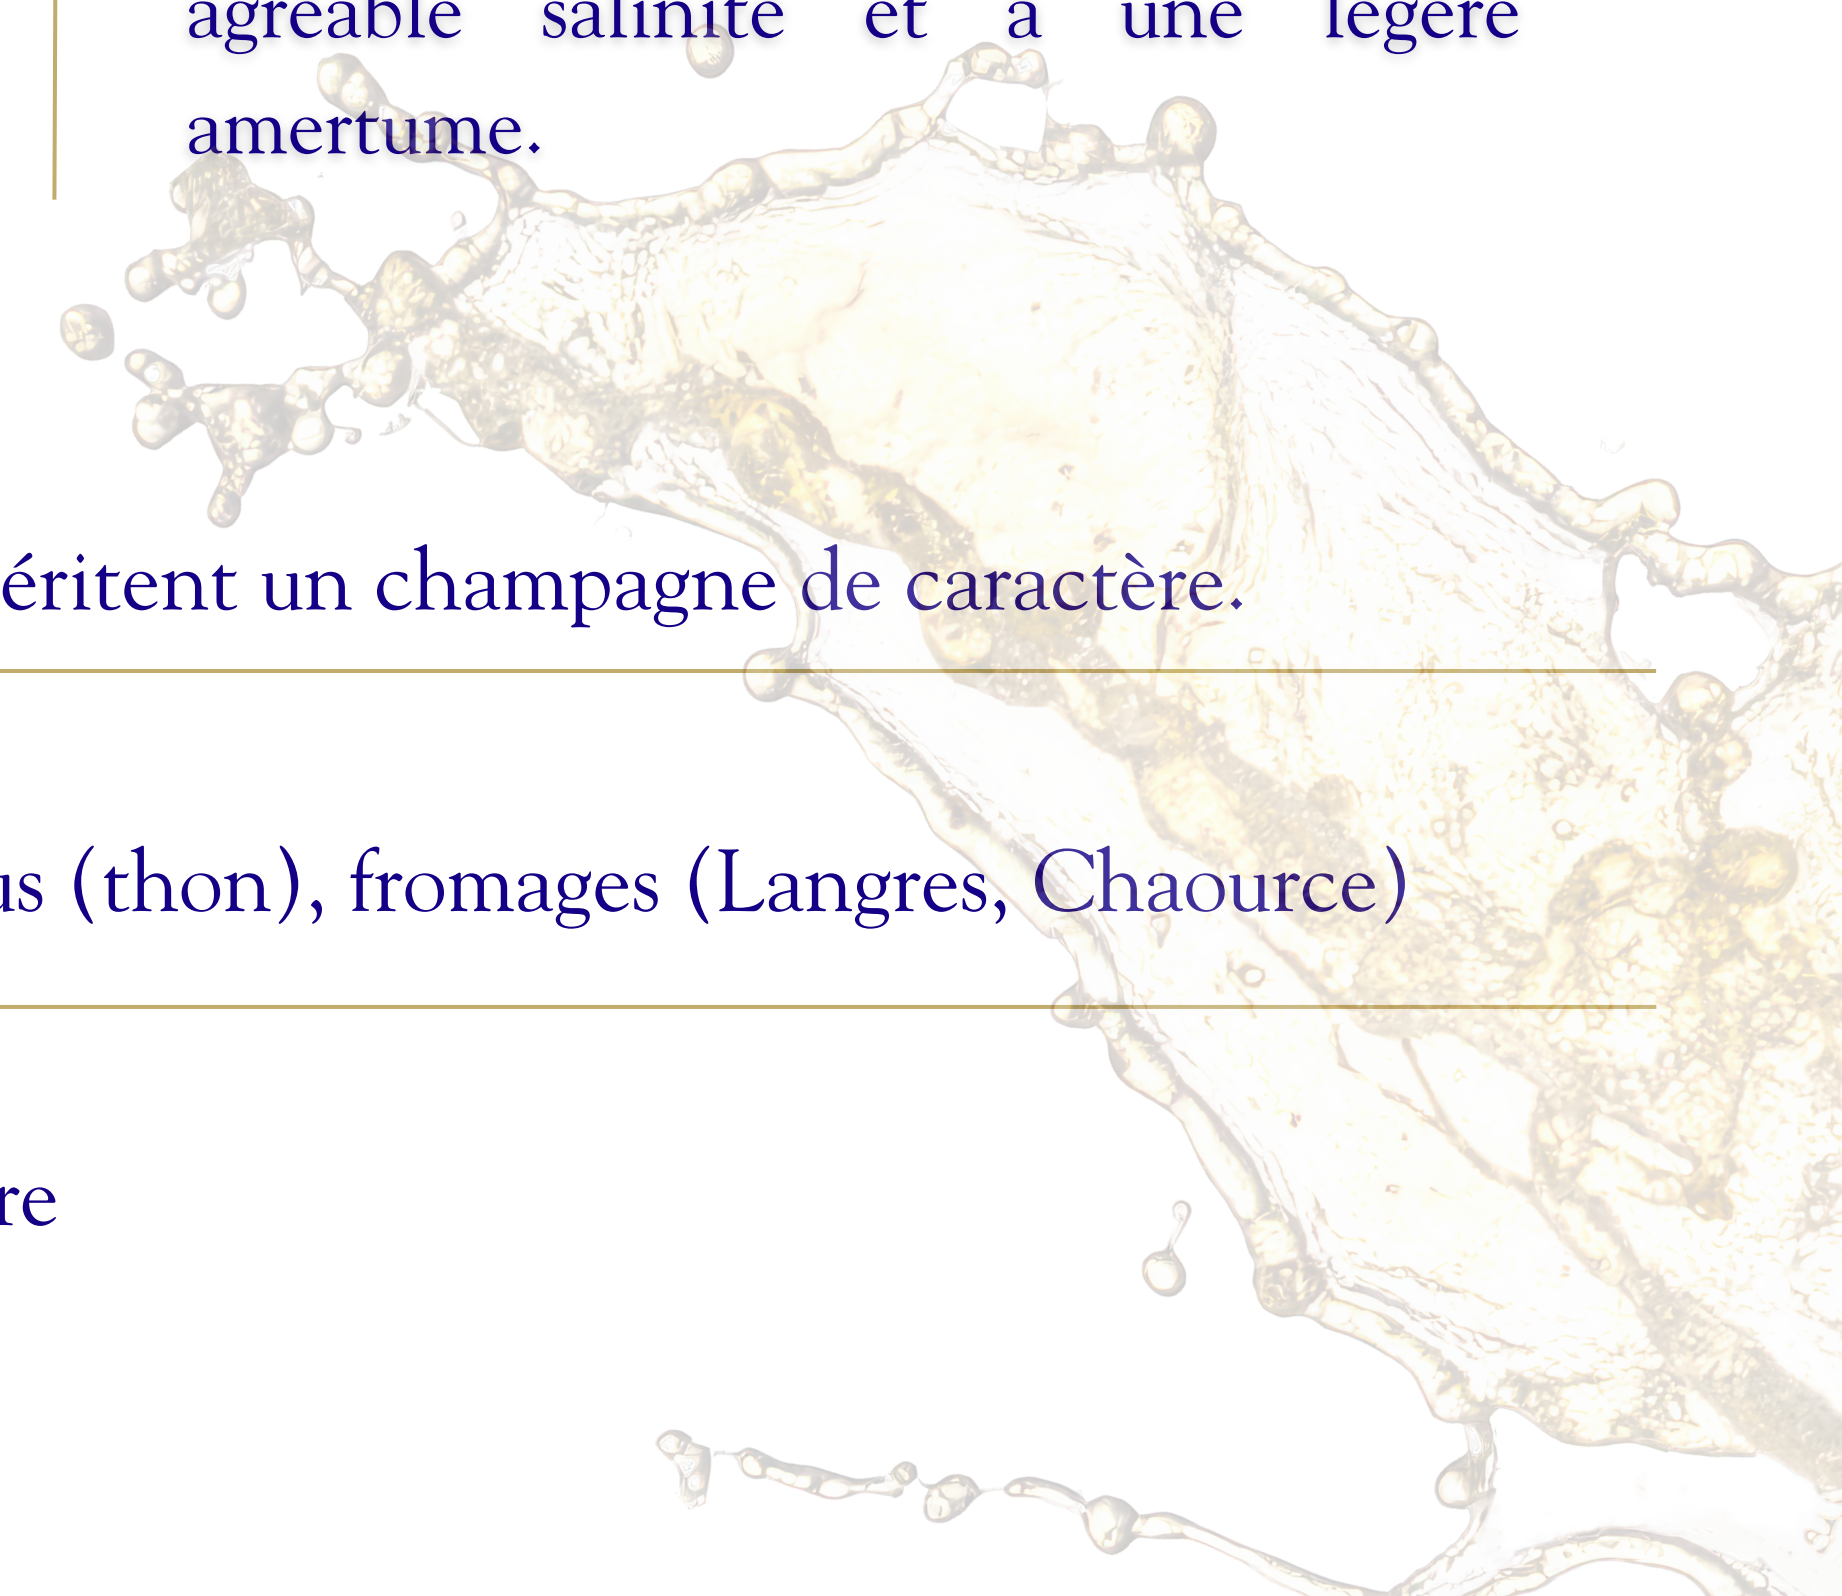 agréable salinité et à une légère
amertume.
éritent un champagne de caractère.
us (thon), fromages (Langres, Chaource)
re